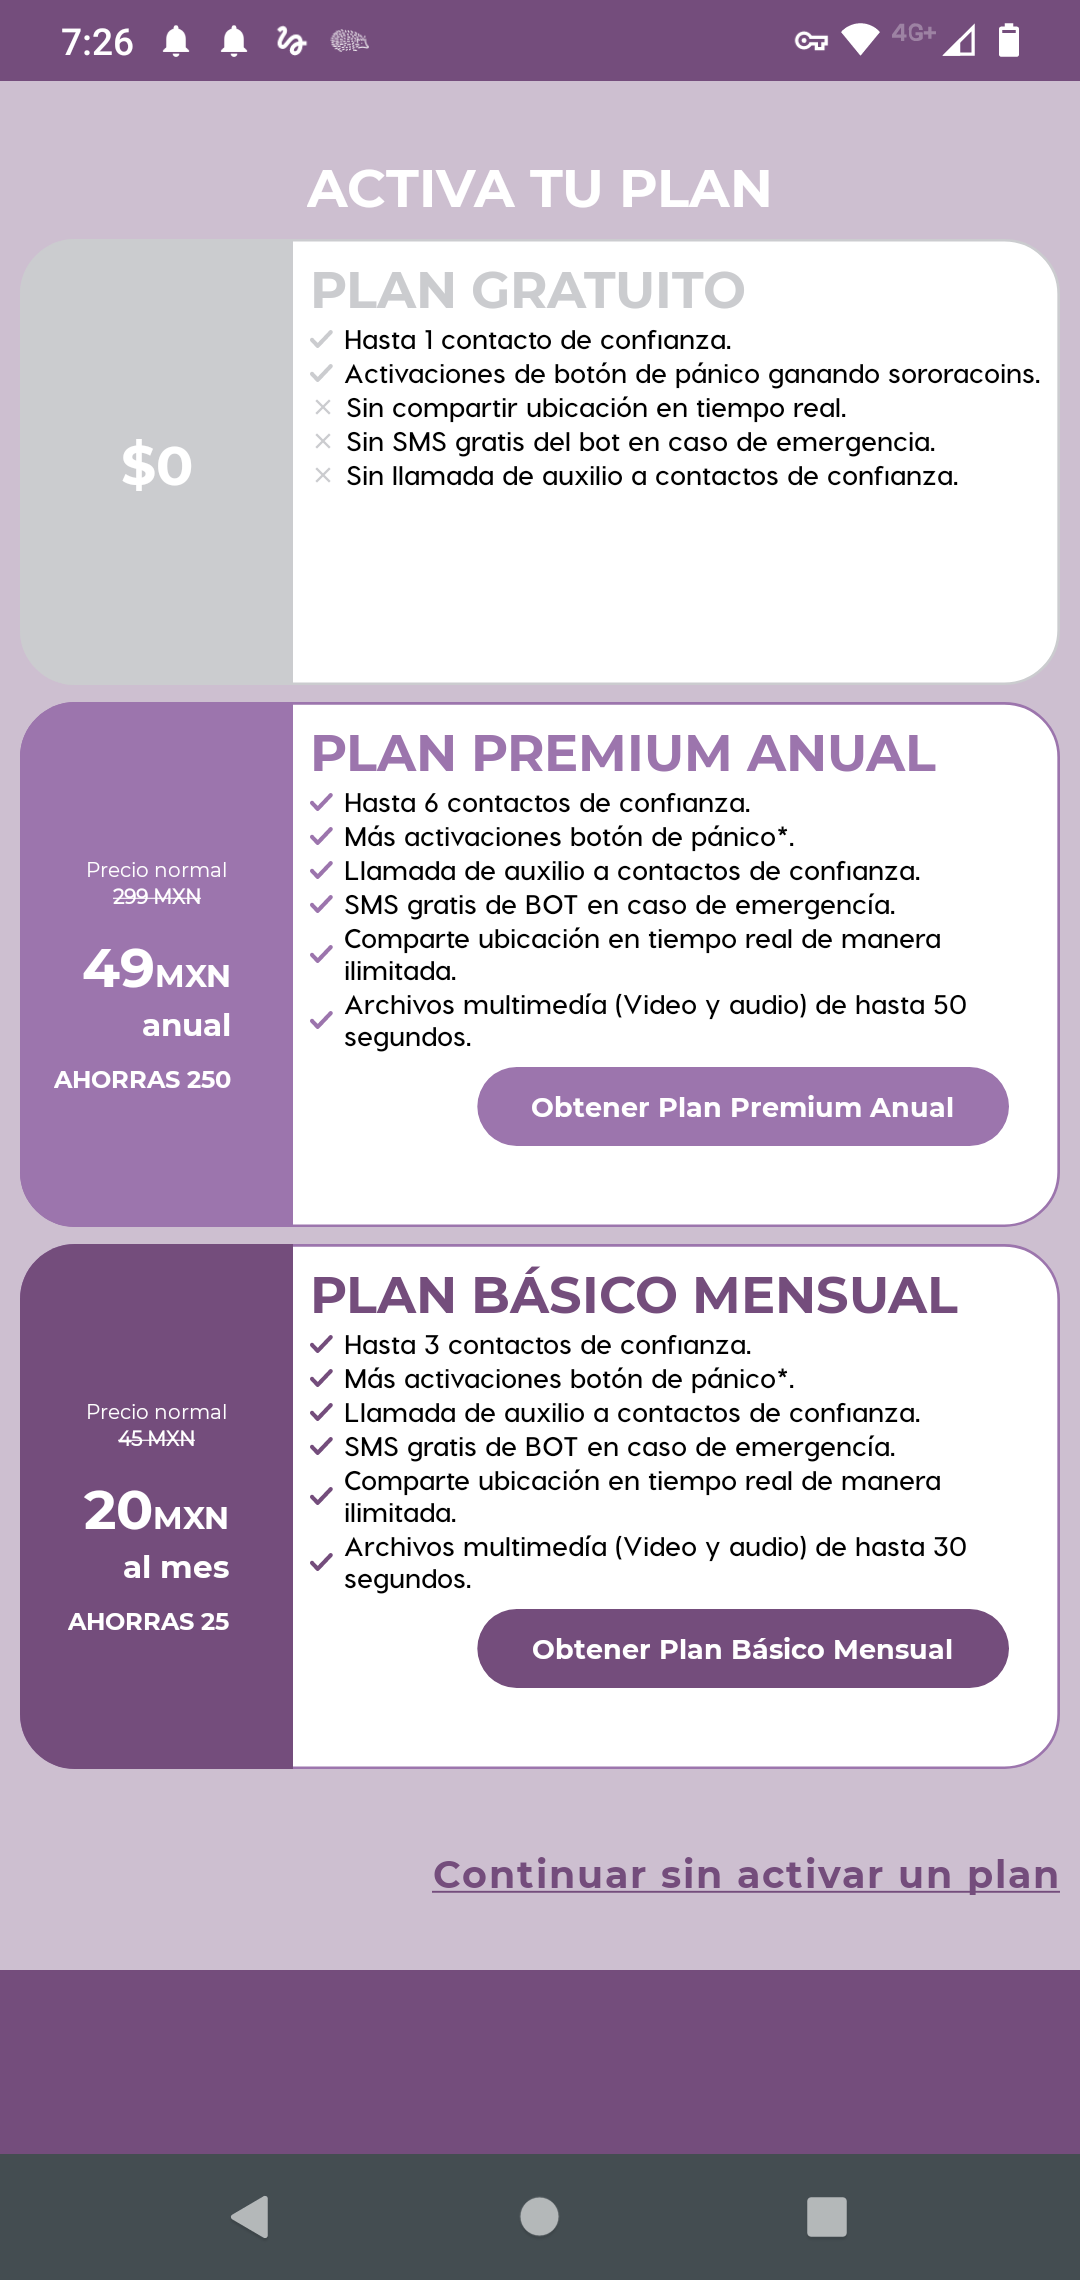 7:26
4G+
ACTIVA TU PLAN
$0
PLAN GRATUITO
Hasta 1 contacto de confianza.
Activaciones de botón de pánico ganando sororacoins.
Sin compartir ubicación en tiempo real.
Sin SMS gratis del bot en caso de emergencia.
Sin llamada de auxilio a contactos de confianza.
Precio normal
299 MXN
49MXN
anual
AHORRAS 250
PLAN PREMIUM ANUAL
Hasta 6 contactos de confianza.
Más activaciones botón de pánico*.
Llamada de auxilio a contactos de confianza.
SMS gratis de BOT en caso de emergencía.
Comparte ubicación en tiempo real de manera
ilimitada.
Archivos multimedía (Video y audio) de hasta 50
segundos.
Obtener Plan Premium Anual
Precio normal
45 MXN
20MXN
al mes
AHORRAS 25
PLAN BÁSICO MENSUAL
Hasta 3 contactos de confianza.
Más activaciones botón de pánico*.
Llamada de auxilio a contactos de confianza.
SMS gratis de BOT en caso de emergencía.
Comparte ubicación en tiempo real de manera
ilimitada.
Archivos multimedía (Video y audio) de hasta 30
segundos.
Obtener Plan Básico Mensual
Continuar sin activar un plan